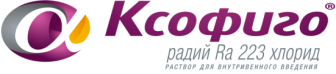 Ксофиго®
радий Ra 223 хлорид
РАСТВОР ДЛЯ ВНУТРИВЕННОГО ВВЕДЕНИЯ